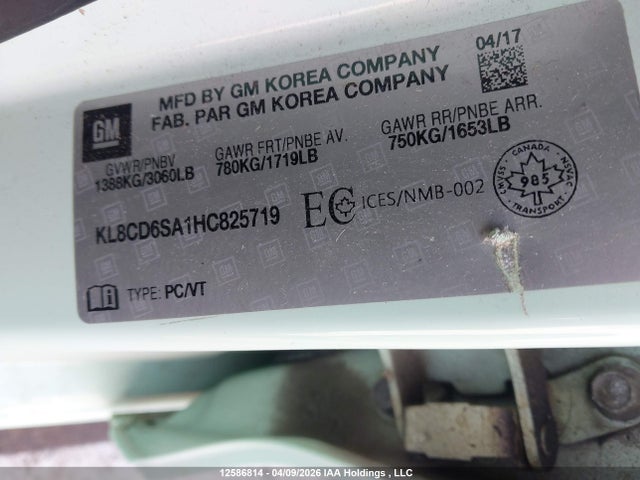 04/17
MFD BY GM KOREA COMPANY
FAB. PAR GM KOREA COMPANY
GM
GVWR/PNBV
1388KG/3060LB
GAWR FRT/PNBE AV.
780KG/1719LB
GAWR RR/PNBE ARR.
750KG/1653LB
KL8CD6SA1HC825719
EC ICES/NMB-002
CANADA
985
TRANSPORT
NSVAC
TYPE: PC/VT
12586814 - 04/09/2026 IAA Holdings , LLC